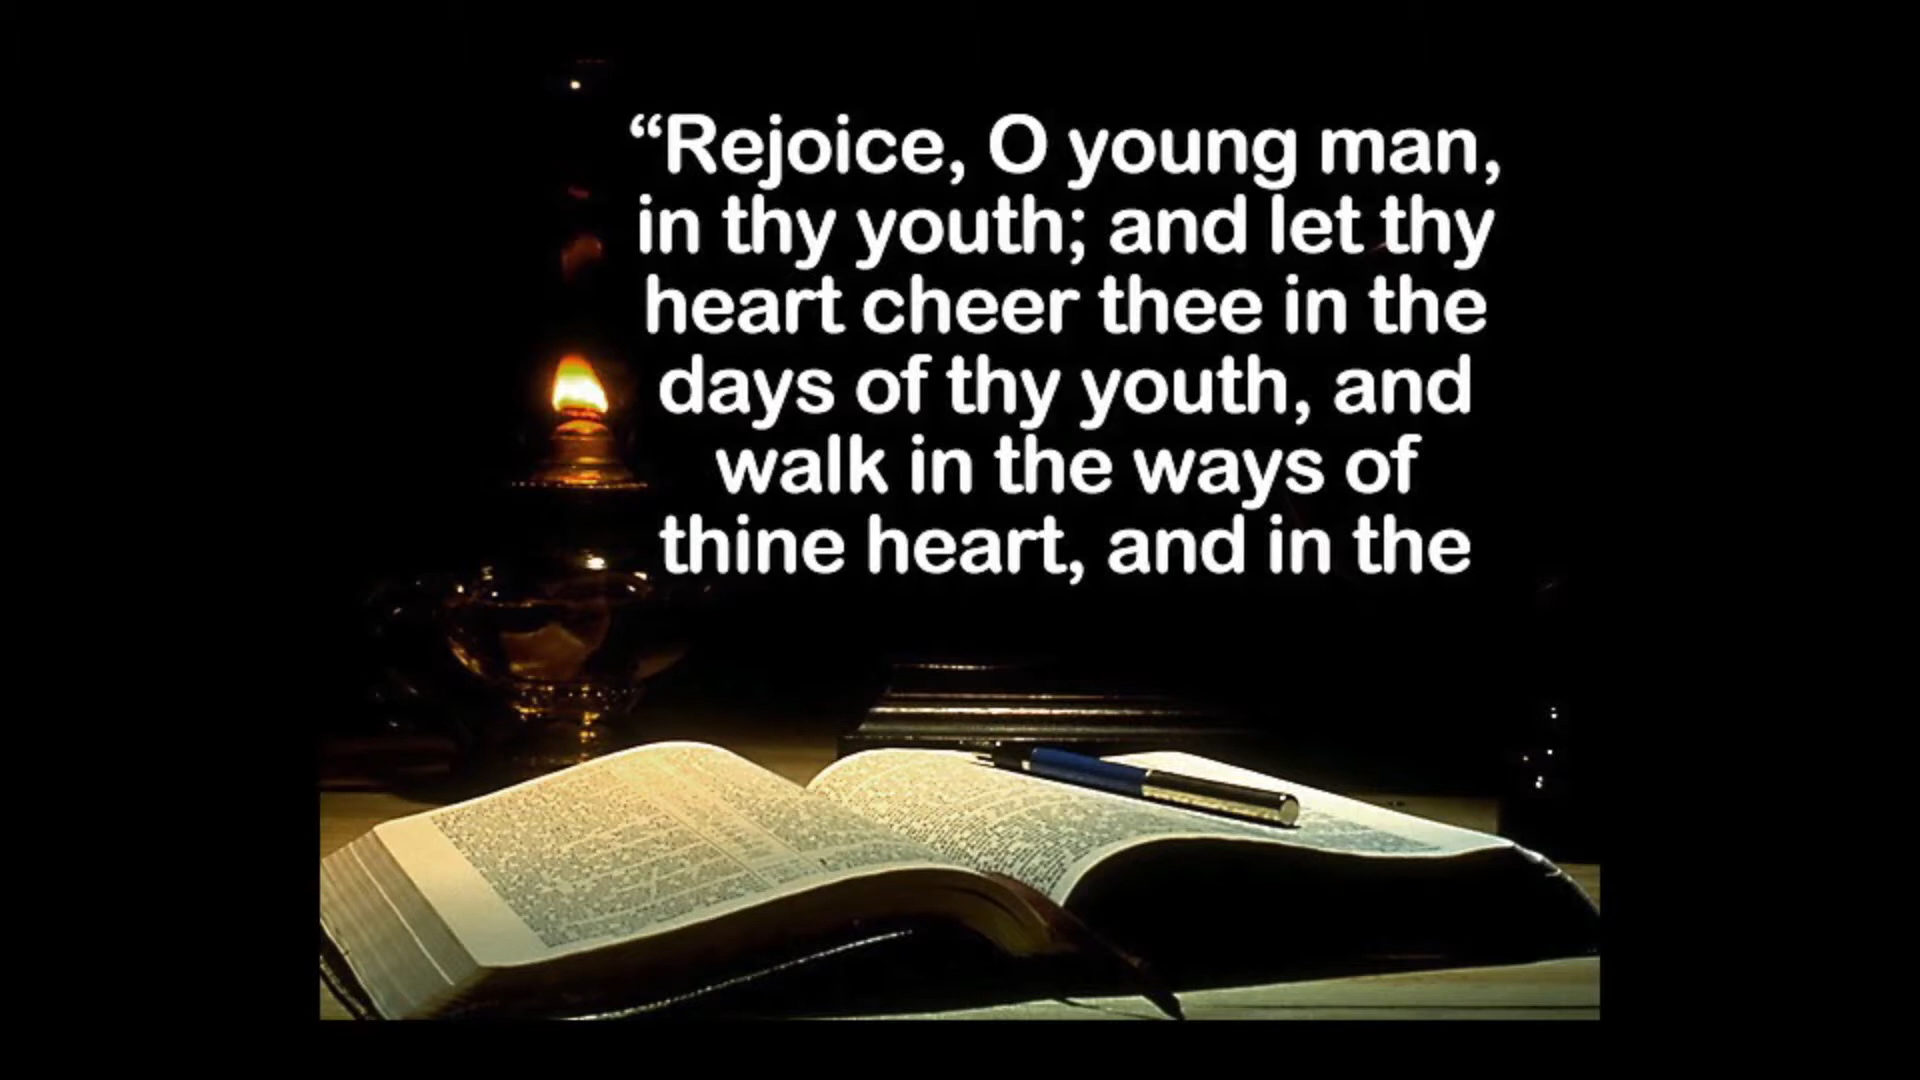 “Rejoice, O young man,
in thy youth; and let thy
heart cheer thee in the
days of thy youth, and
walk in the ways of
thine heart, and in the